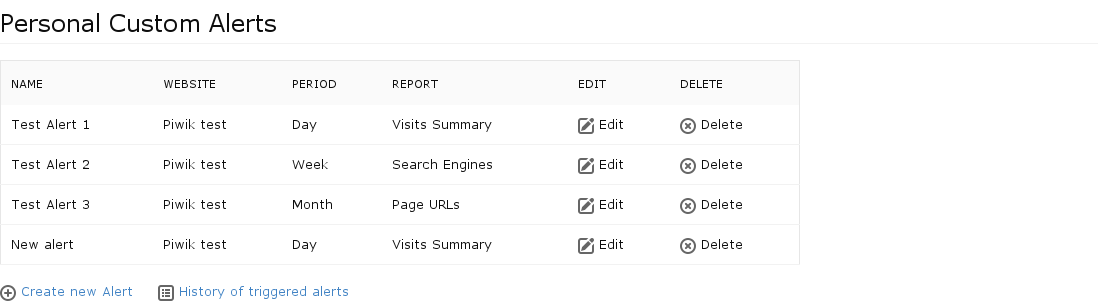 Personal Custom Alerts
NAME WEBSITE PERIOD REPORT EDIT DELETE
Test Alert 1 Piwik test Day Visits Summary Edit Delete
Test Alert 2 Piwik test Week Search Engines Edit Delete
Test Alert 3 Piwik test Month Page URLs Edit Delete
New alert Piwik test Day Visits Summary Edit Delete
Create new Alert History of triggered alerts